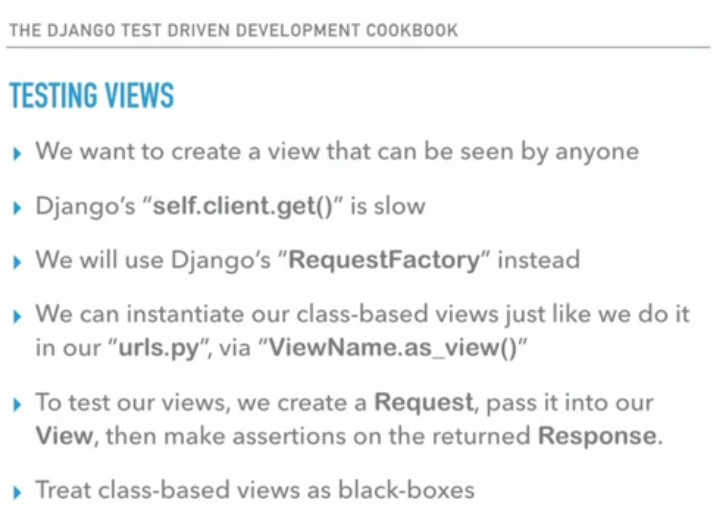 THE DJANGO TEST DRIVEN DEVELOPMENT COOKBOOK
TESTING VIEWS
We want to create a view that can be seen by anyone
Django's "self.client.get()" is slow
We will use Django's "RequestFactory" instead
We can instantiate our class-based views just like we do it
in our "urls.py", via "ViewName.as_view()"
To test our views, we create a Request, pass it into our
View, then make assertions on the returned Response.
Treat class-based views as black-boxes